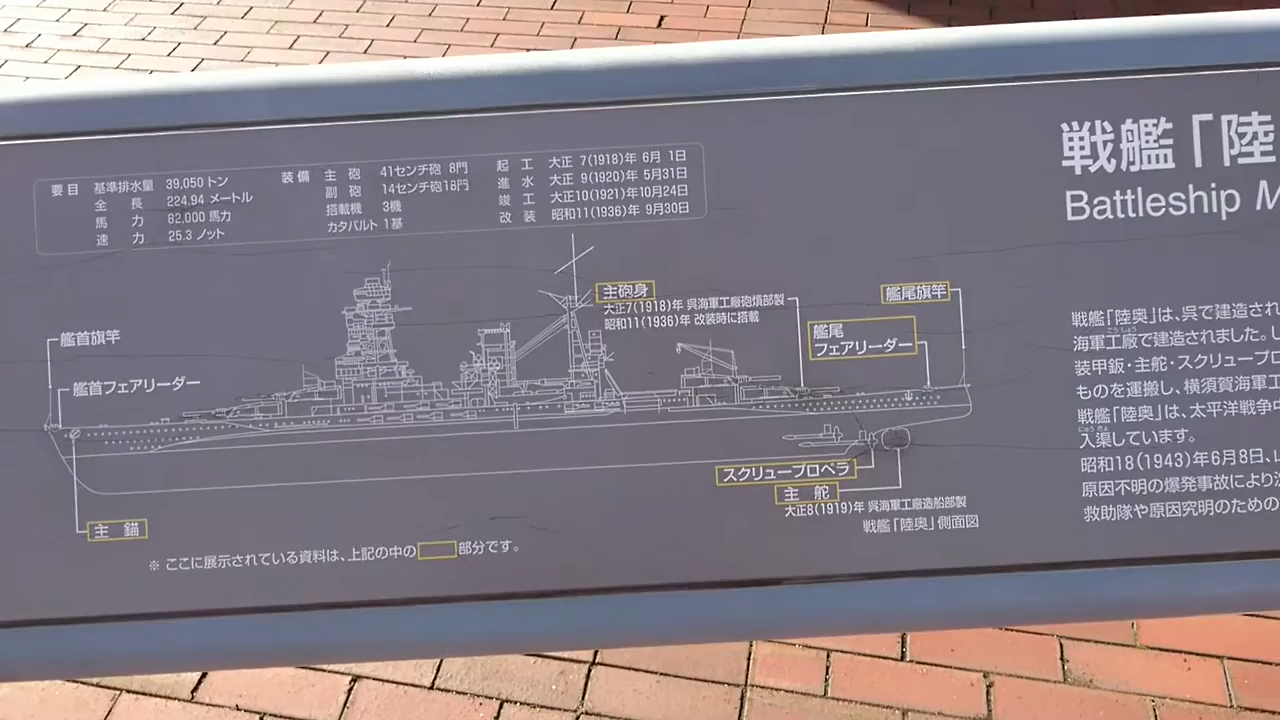 要目 基準排水量 39,050 トン
全長 224.94 メートル
馬力 82,000 馬力
速力 25.3 ノット
装備 主砲 41センチ砲 8門
副砲 14センチ砲18門
搭載機 3機
カタパルト 1基
起工 大正 7(1918)年 6月 1日
進水 大正 9(1920)年 5月31日
竣工 大正10(1921)年10月24日
改装 昭和11(1936)年 9月30日
戦艦「陸
Battleship M
主砲身
大正7(1918)年 呉海軍工廠砲熕部製
昭和11(1936)年 改装時に搭載
艦尾旗竿
艦尾
フェアリーダー
艦首旗竿
艦首フェアリーダー
スクリュープロペラ
主舵
大正8(1919)年 呉海軍工廠造船部製
戦艦「陸奥」側面図
主錨
※ ここに展示されている資料は、上記の中の 部分です。
戦艦「陸奥」は、呉で建造され
こうしょう
海軍工廠で建造されました。し
装甲鈑・主舵・スクリュープロ
ものを運搬し、横須賀海軍工
戦艦「陸奥」は、太平洋戦争中
にゅうきょ
入渠しています。
昭和18(1943)年6月8日、
原因不明の爆発事故により
救助隊や原因究明のための